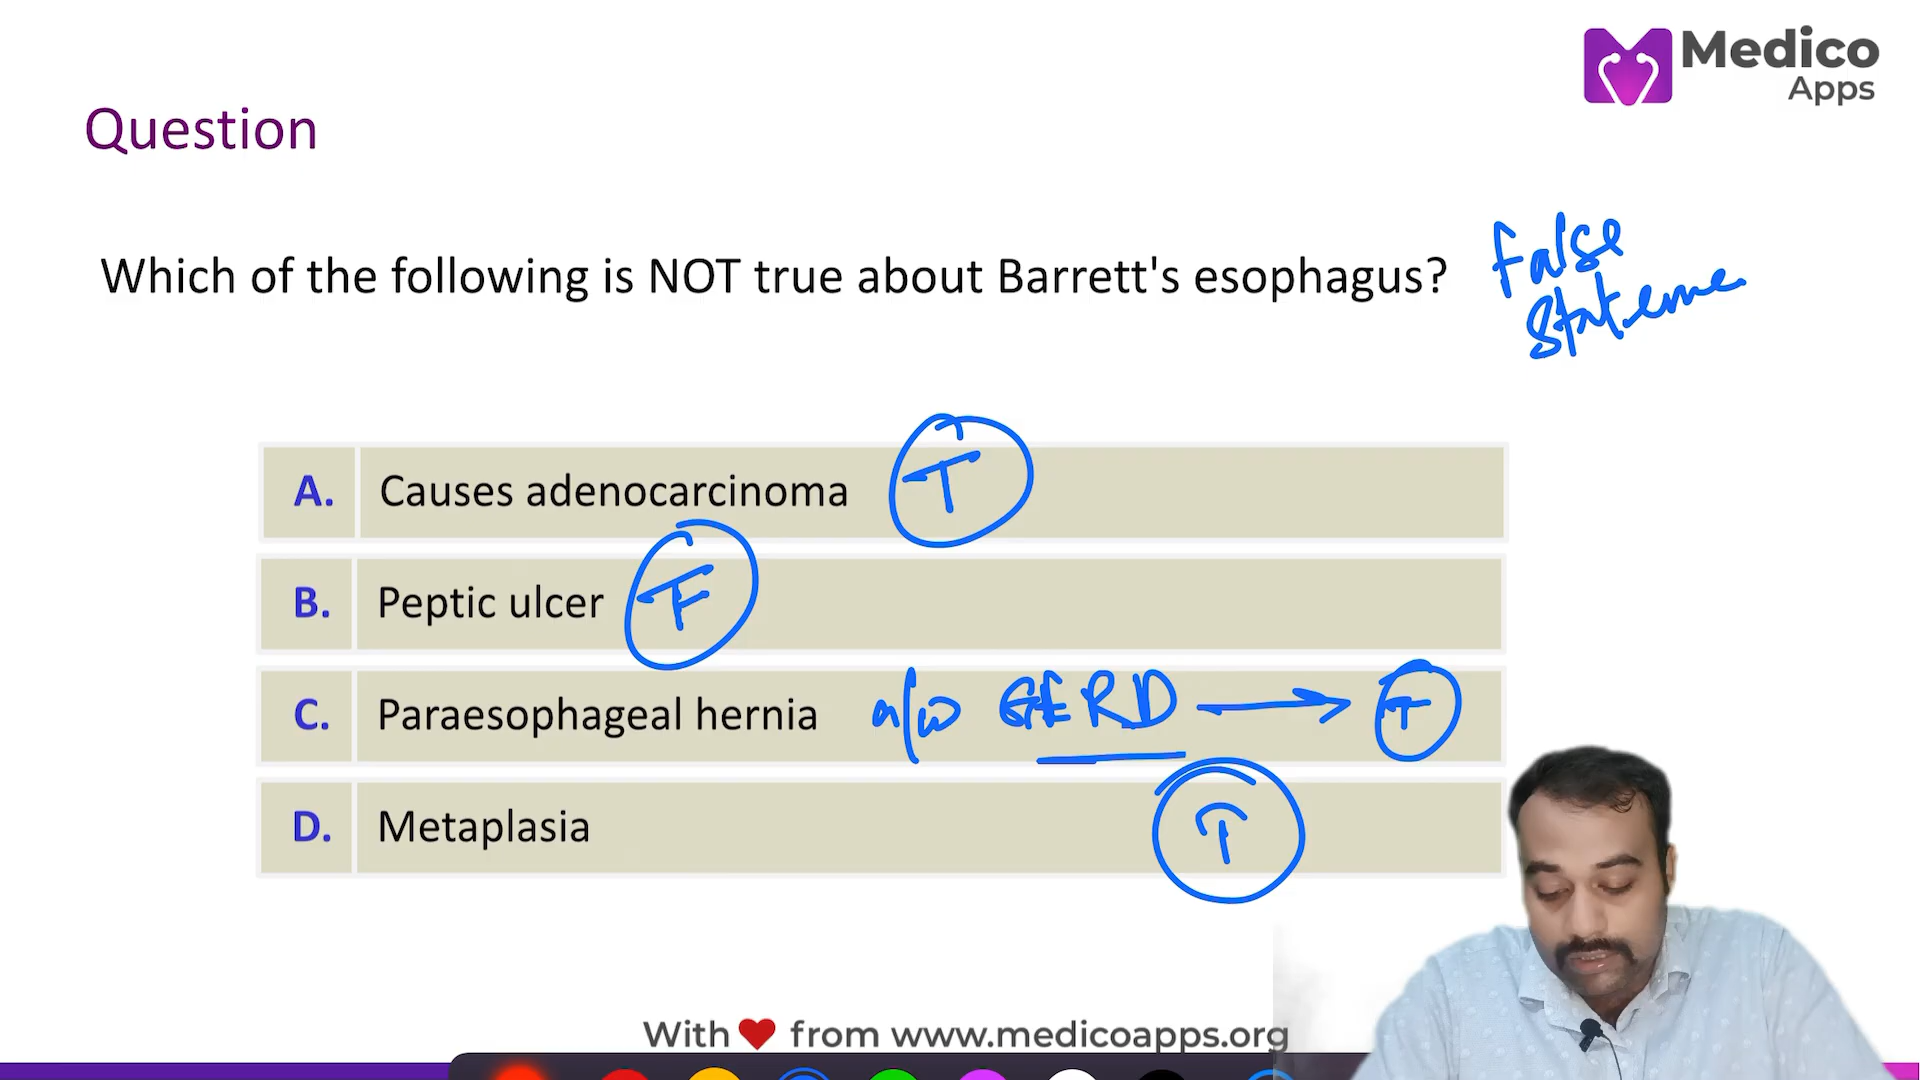 Medico
Apps
Question
Which of the following is NOT true about Barrett's esophagus?
False
Stateme
A. Causes adenocarcinoma T
B. Peptic ulcer F
C. Paraesophageal hernia a/w GERD → T
D. Metaplasia T
With ❤ from www.medicoapps.org